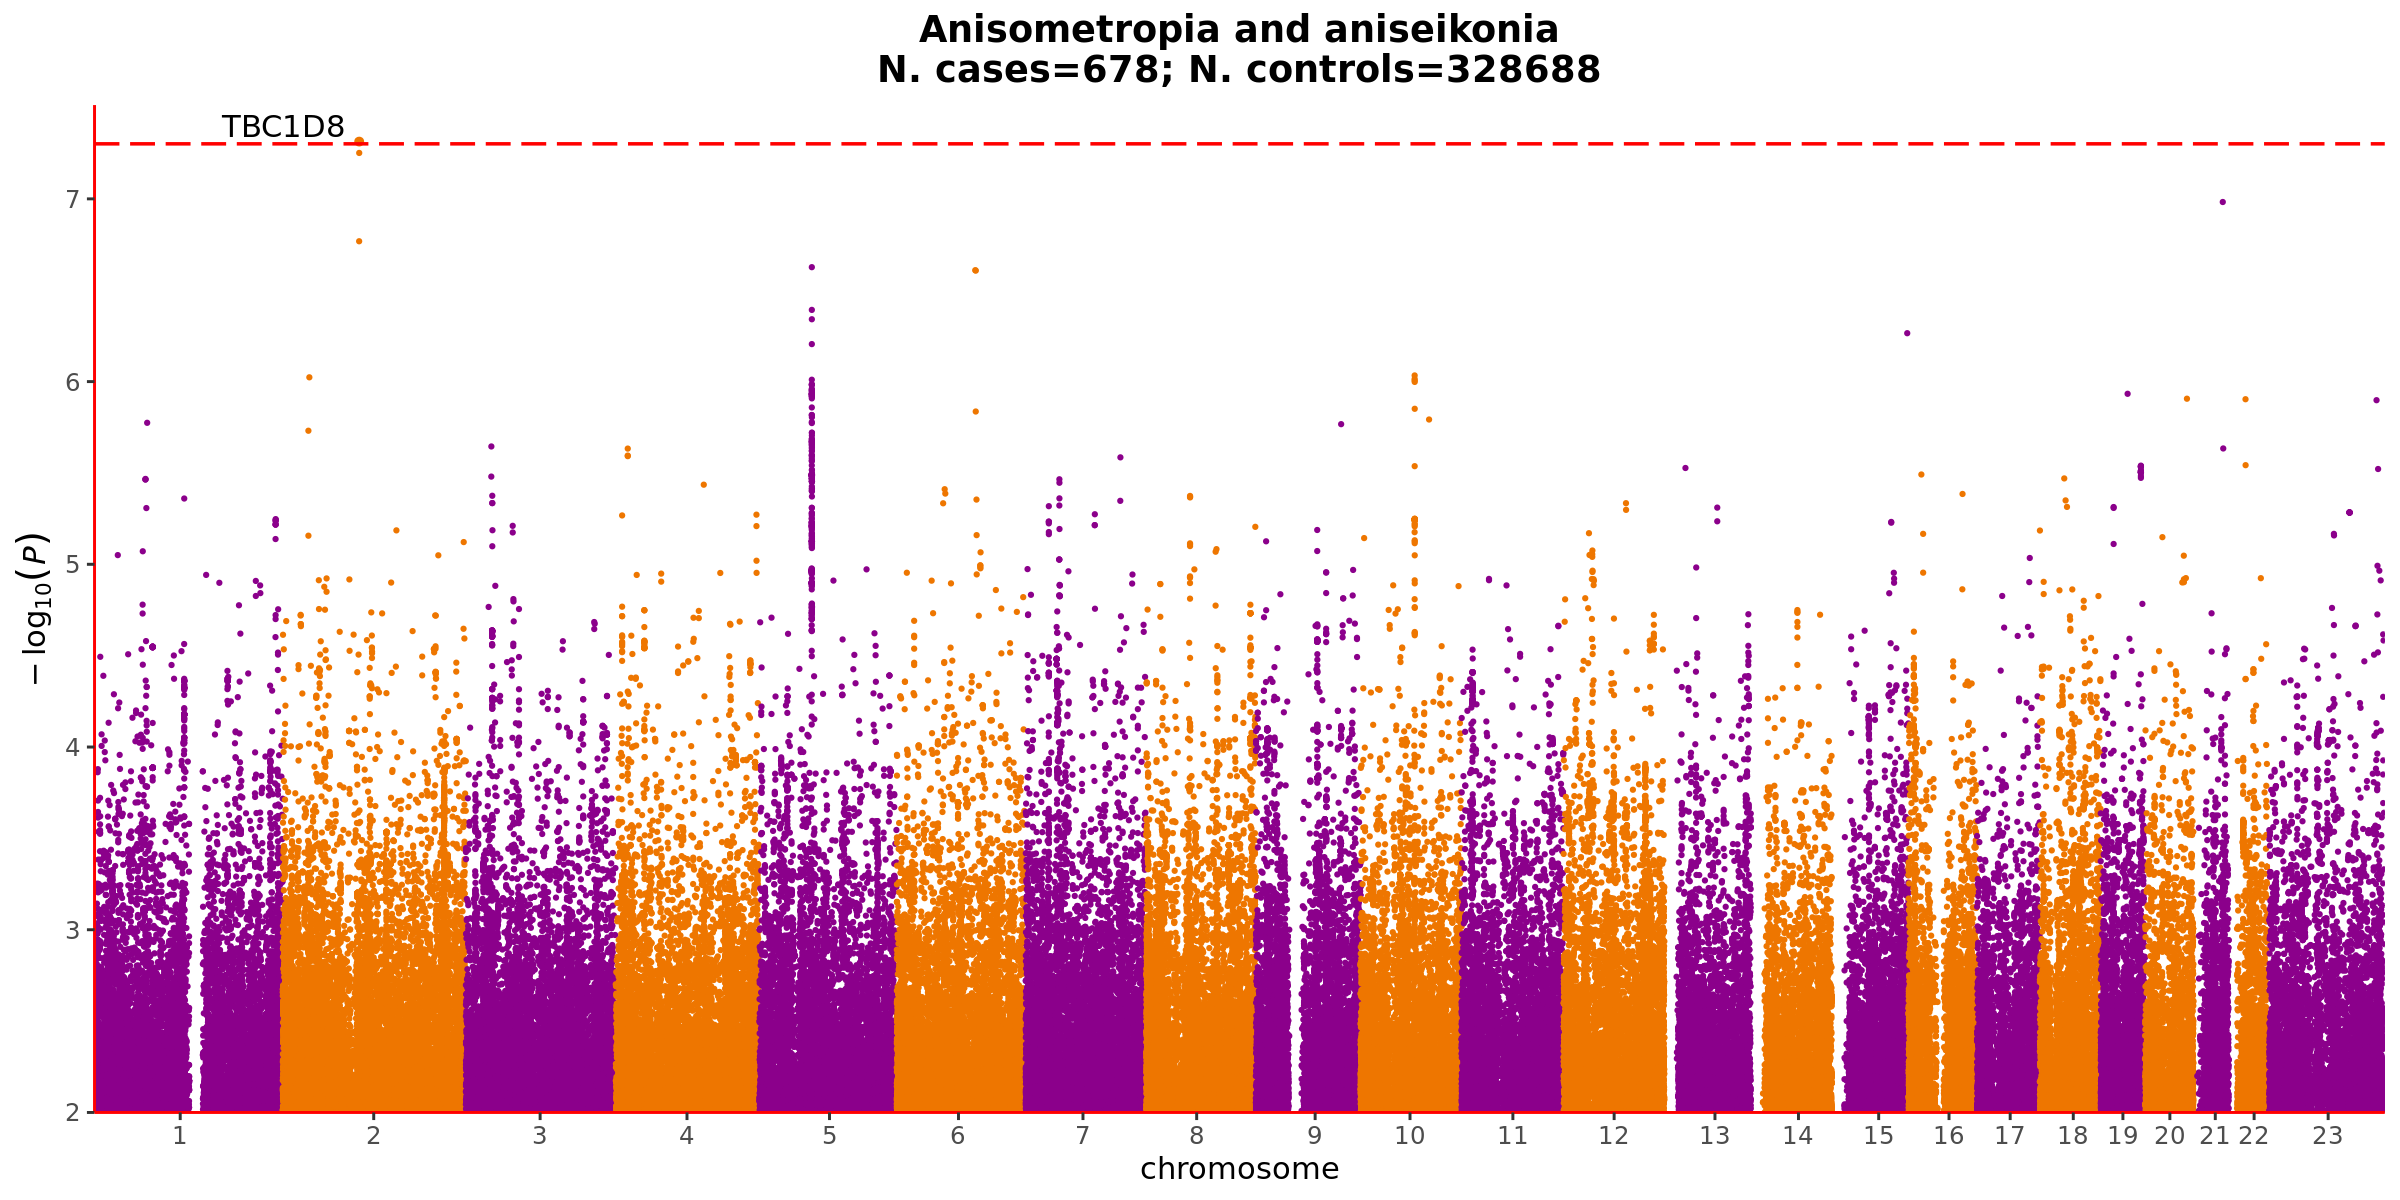 Anisometropia and aniseikonia
N. cases=678; N. controls=328688
TBC1D8
7
6
5
4
3
2
− log10(P)
1 2 3 4 5 6 7 8 9 10 11 12 13 14 15 16 17 18 19 20 21 22 23
chromosome